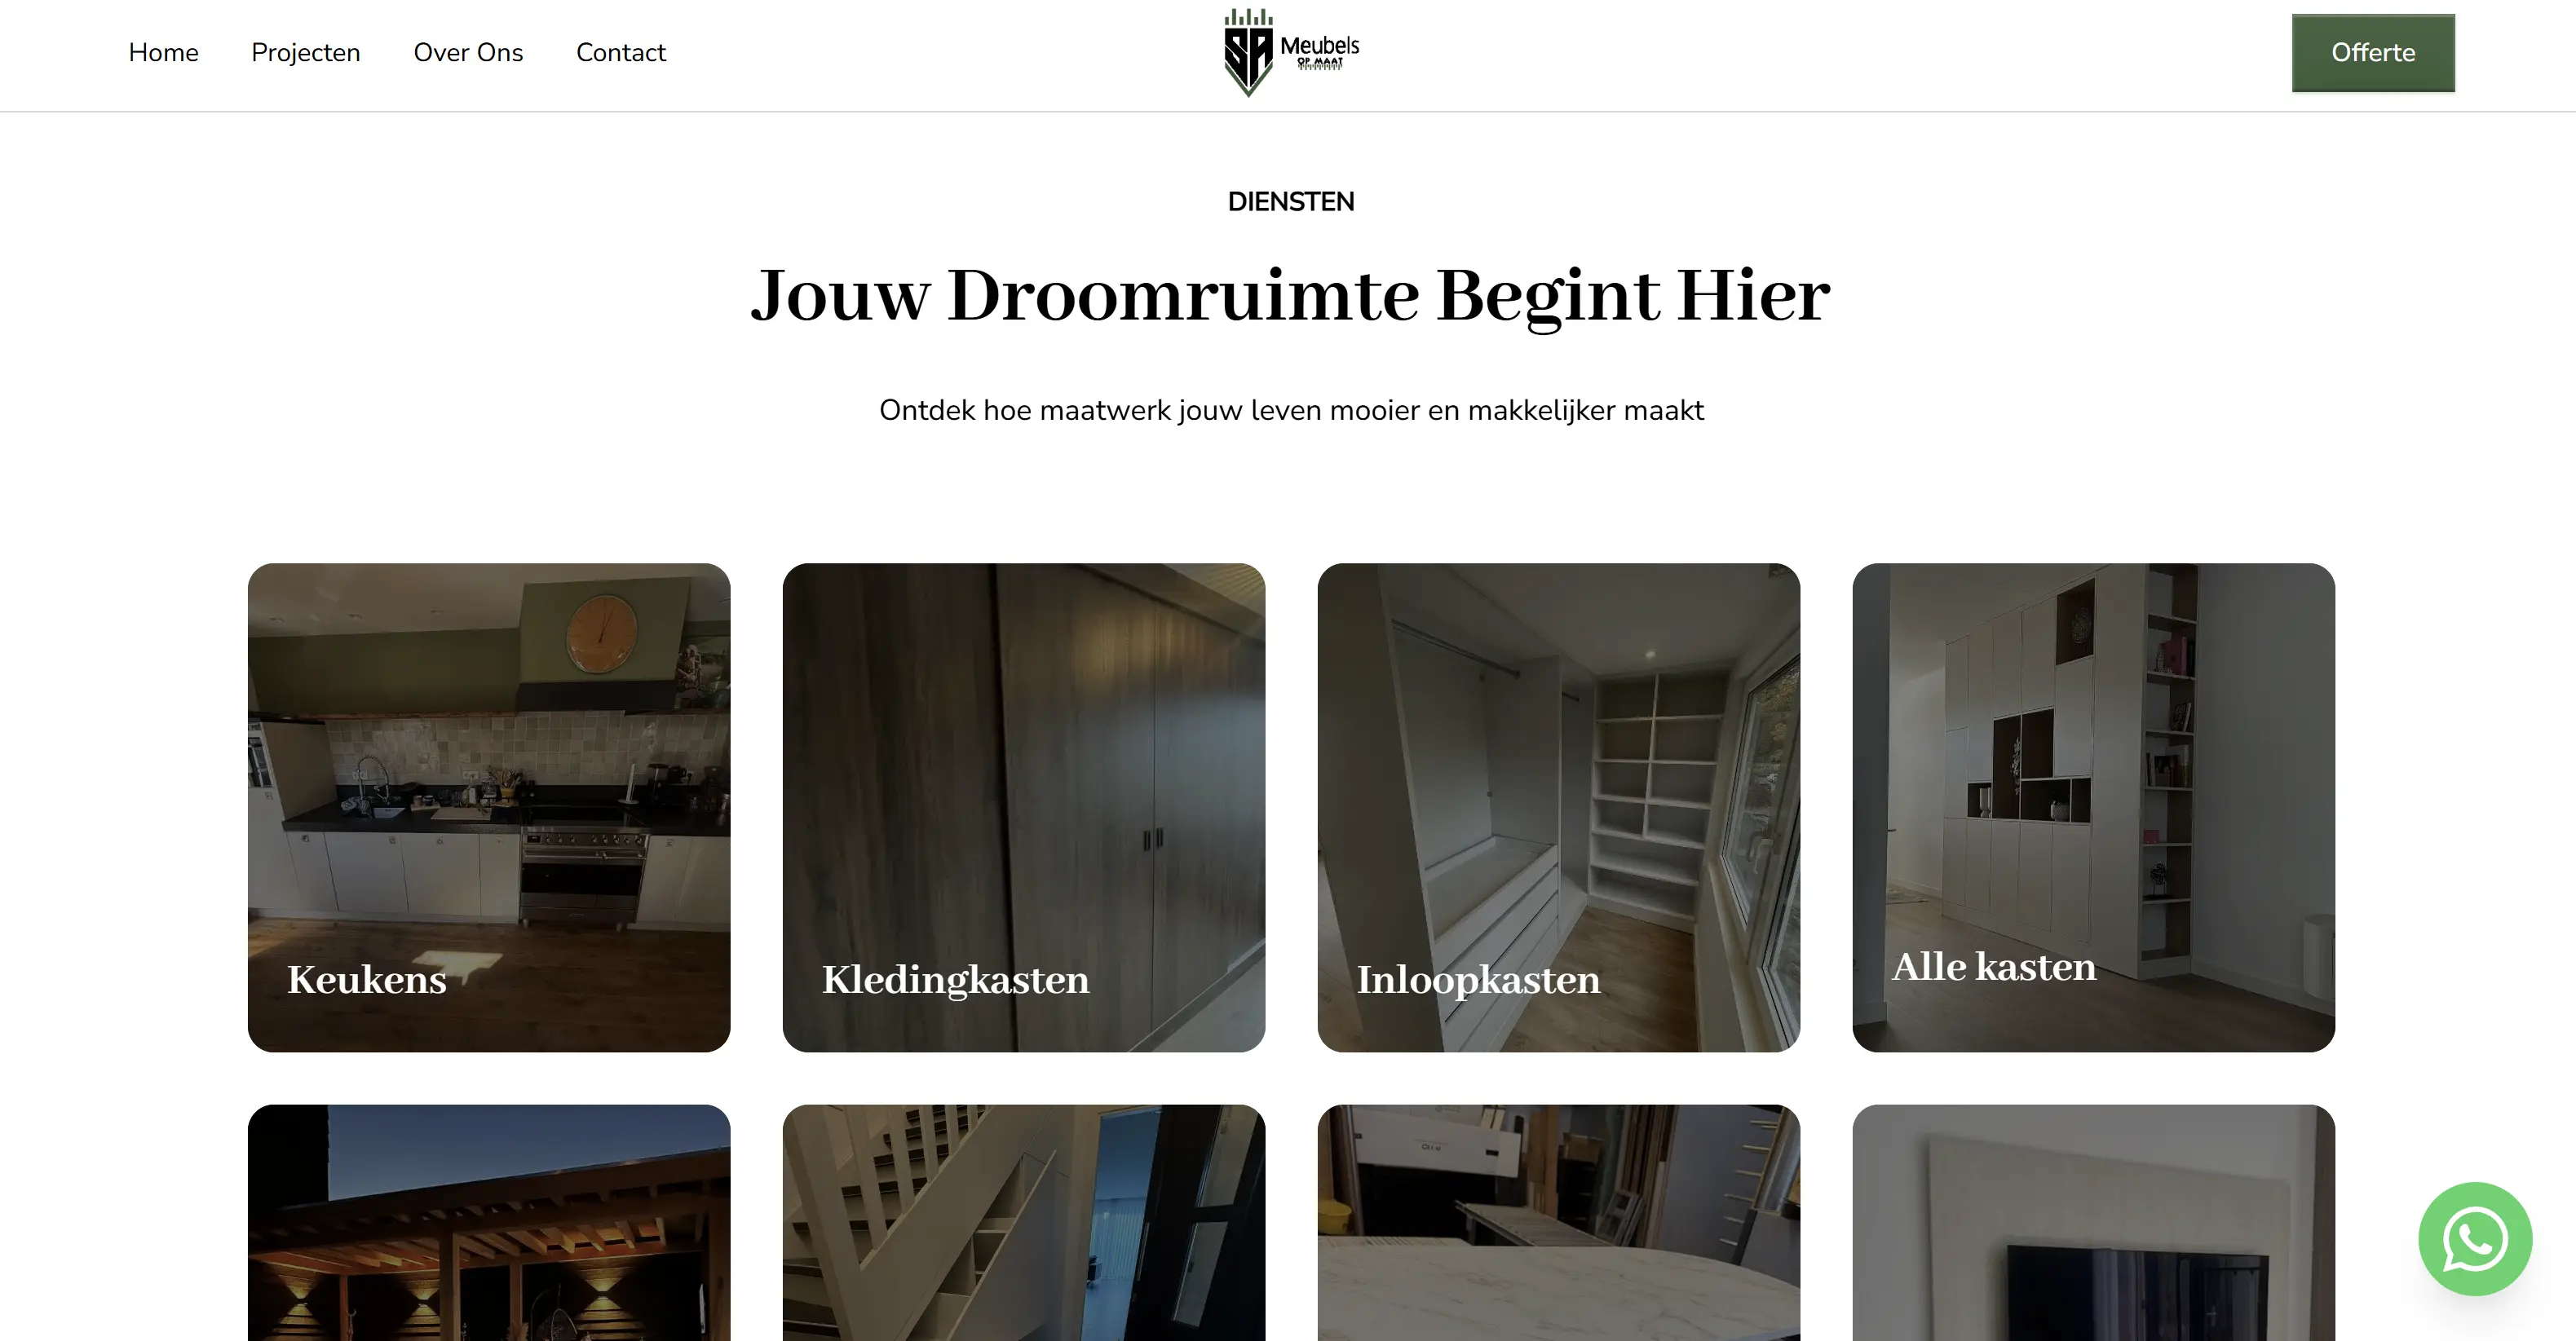 Home Projecten Over Ons Contact
SA Meubels
OP MAAT
Offerte
DIENSTEN
Jouw Droomruimte Begint Hier
Ontdek hoe maatwerk jouw leven mooier en makkelijker maakt
Keukens
Kledingkasten
Inloopkasten
Alle kasten